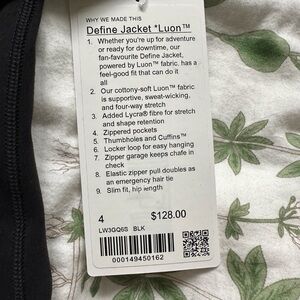 WHY WE MADE THIS
Define Jacket *Luon™
1. Whether you're up for adventure
or ready for downtime, our
fan-favourite Define Jacket,
powered by Luon™ fabric, has a
feel-good fit that can do it
all
2. Our cottony-soft Luon™ fabric
is supportive, sweat-wicking,
and four-way stretch
3. Added Lycra® fibre for stretch
and shape retention
4. Zippered pockets
5. Thumbholes and Cuffins™
6. Locker loop for easy hanging
7. Zipper garage keeps chafe in
check
8. Elastic zipper pull doubles as
an emergency hair tie
9. Slim fit, hip length
4 $128.00
LW3GQ6S BLK
000149450162